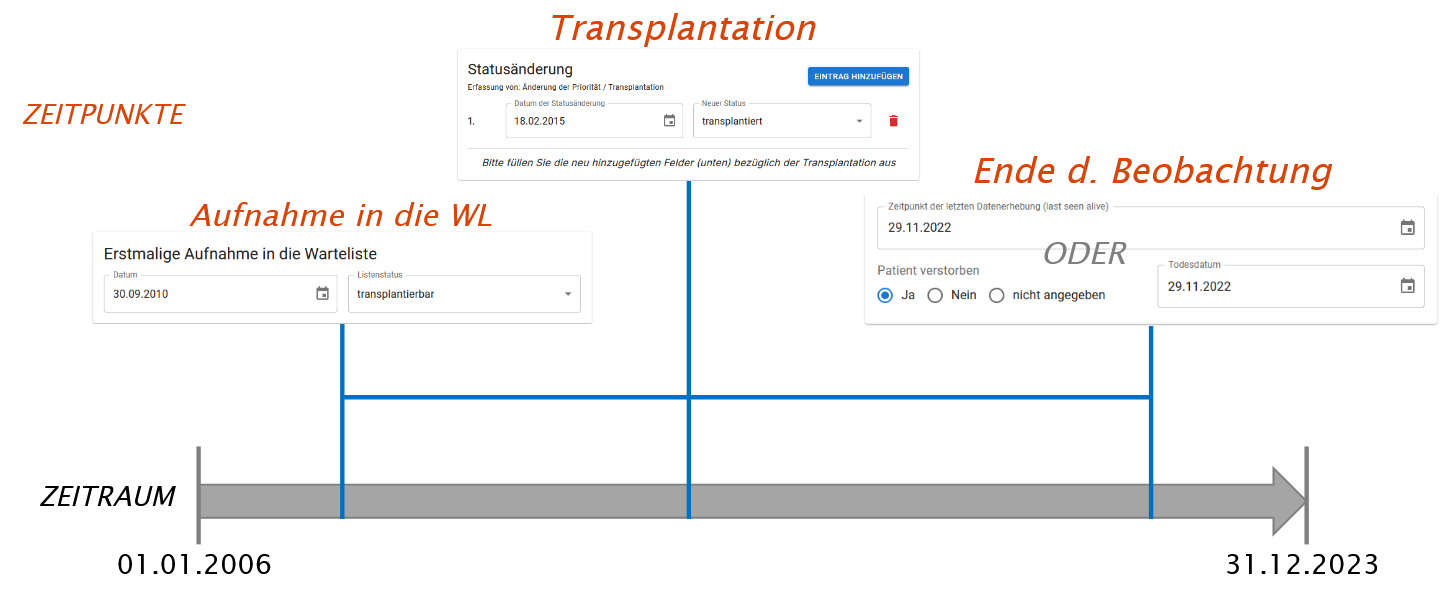 Transplantation
Statusänderung
EINTRAG HINZUFÜGEN
Erfassung von: Änderung der Priorität / Transplantation
ZEITPUNKTE
Datum der Statusänderung
Neuer Status
1.
18.02.2015
transplantiert
Bitte füllen Sie die neu hinzugefügten Felder (unten) bezüglich der Transplantation aus
Ende d. Beobachtung
Aufnahme in die WL
Zeitpunkt der letzten Datenerhebung (last seen alive)
29.11.2022
Erstmalige Aufnahme in die Warteliste
ODER
Datum
Listenstatus
30.09.2010
transplantierbar
Patient verstorben
Todesdatum
Ja
Nein
nicht angegeben
29.11.2022
ZEITRAUM
01.01.2006
31.12.2023